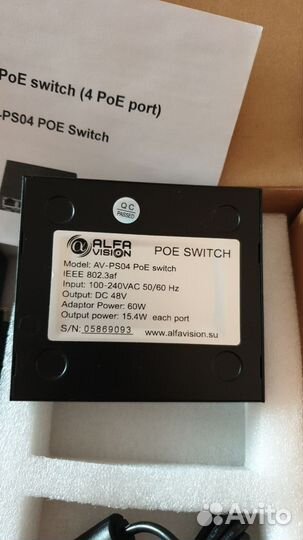 PoE switch (4 PoE port)
-PS04 POE Switch
QC
PASSED
ALFA
VISION
POE SWITCH
Model: AV-PS04 PoE switch
IEEE 802.3af
Input: 100-240VAC 50/60 Hz
Output: DC 48V
Adaptor Power: 60W
Output power: 15.4W each port
S/N: 05869093
www.alfavision.su
Avito